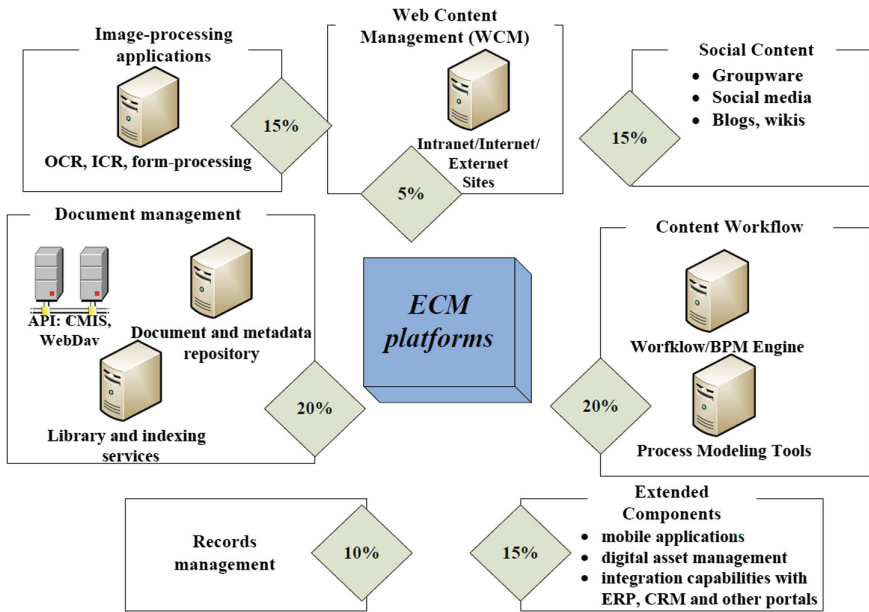 Image-processing
applications
OCR, ICR, form-processing
15%
Web Content
Management (WCM)
Intranet/Internet/
Externet
Sites
5%
Social Content
• Groupware
• Social media
• Blogs, wikis
15%
Document management
API: CMIS,
WebDav
Document and metadata
repository
Library and indexing
services
20%
ECM
platforms
Content Workflow
Worfklow/BPM Engine
Process Modeling Tools
20%
Records
management
10%
Extended
Components
• mobile applications
• digital asset management
• integration capabilities with
ERP, CRM and other portals
15%